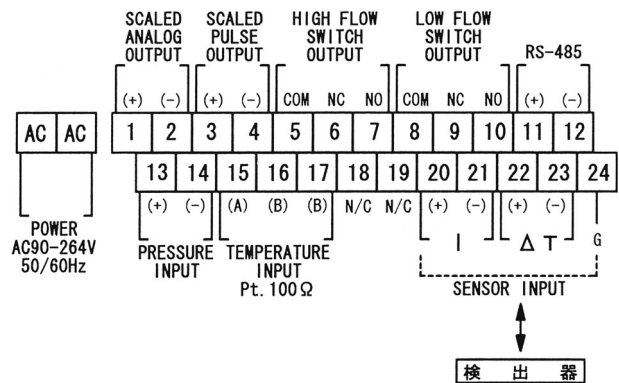 SCALED ANALOG OUTPUT
SCALED PULSE OUTPUT
HIGH FLOW SWITCH OUTPUT
LOW FLOW SWITCH OUTPUT
RS-485
(+) (-) (+) (-) COM NC NO COM NC NO (+) (-)
AC AC 1 2 3 4 5 6 7 8 9 10 11 12
13 14 15 16 17 18 19 20 21 22 23 24
(+) (-) (A) (B) (B) N/C N/C (+) (-) (+) (-)
POWER
AC90-264V
50/60Hz
PRESSURE
INPUT
TEMPERATURE
INPUT
Pt.100Ω
I
ΔT
G
SENSOR INPUT
検出器